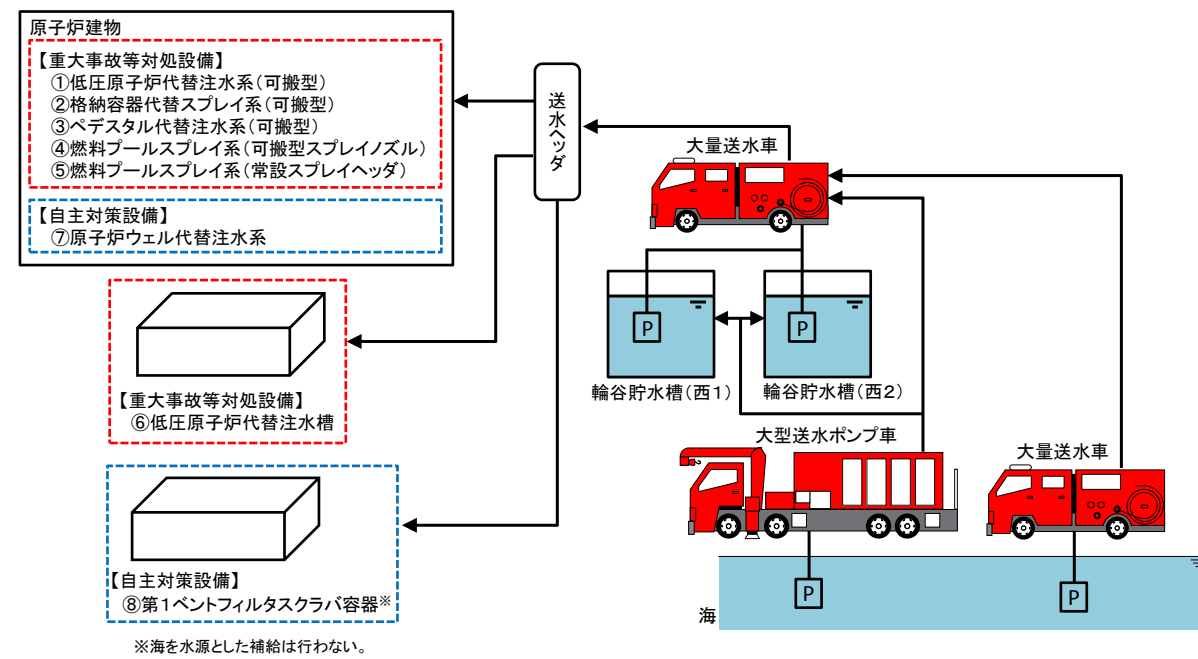 原子炉建物
【重大事故等対処設備】
①低圧原子炉代替注水系(可搬型)
②格納容器代替スプレイ系(可搬型)
③ペデスタル代替注水系(可搬型)
④燃料プールスプレイ系(可搬型スプレイノズル)
⑤燃料プールスプレイ系(常設スプレイヘッダ)
【自主対策設備】
⑦原子炉ウェル代替注水系
送水ヘッダ
大量送水車
P
P
輪谷貯水槽(西1)
輪谷貯水槽(西2)
【重大事故等対処設備】
⑥低圧原子炉代替注水槽
大型送水ポンプ車
大量送水車
【自主対策設備】
⑧第1ベントフィルタスクラバ容器※
P
P
海
※海を水源とした補給は行わない。